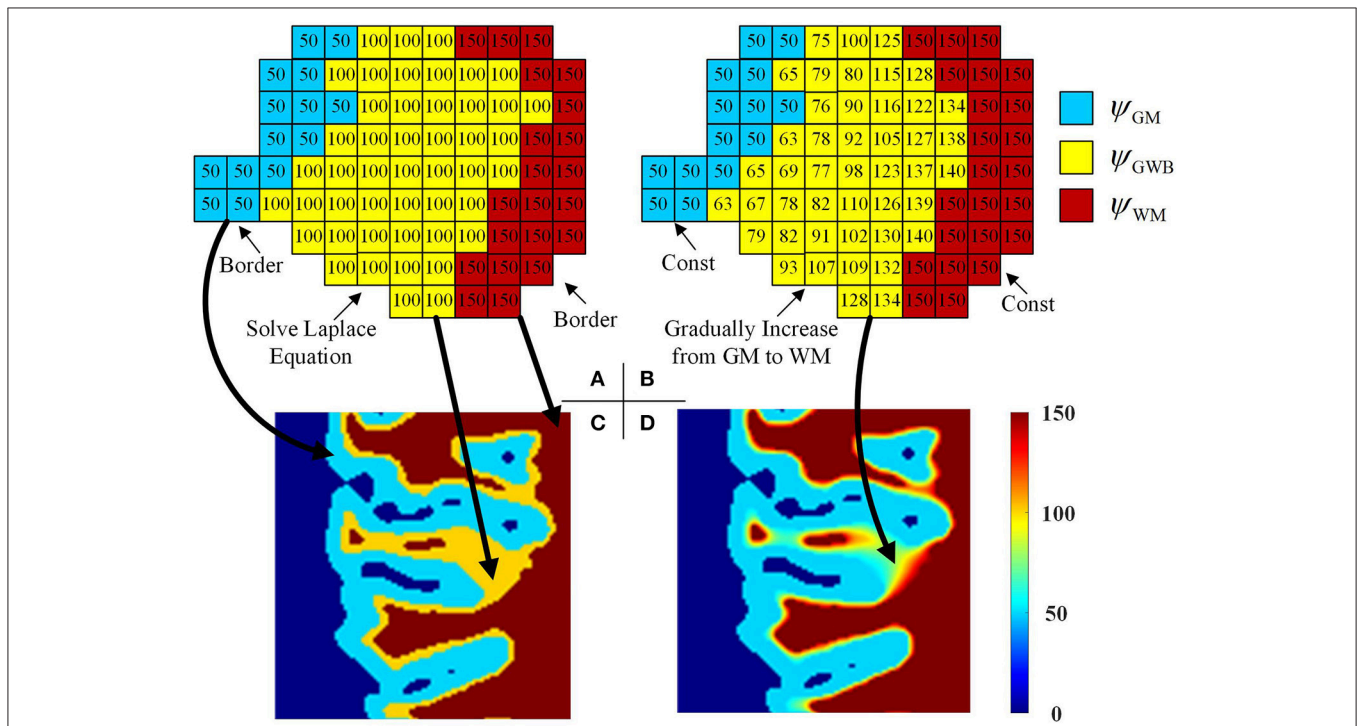 50 50 100 100 100 150 150 150
50 50 100 100 100 100 100 100 150 150
50 50 50 100 100 100 100 100 100 150
50 50 100 100 100 100 100 100 150 150
50 50 50 100 100 100 100 100 100 100 150 150
50 50 100 100 100 100 100 100 100 150 150 150
100 100 100 100 100 100 150 150 150
100 100 100 100 150 150 150
100 100 150 150
Border
Solve Laplace
Equation
Border
50 50 75 100 125 150 150 150
50 50 65 79 80 115 128 150 150 150
50 50 50 76 90 116 122 134 150 150
50 50 63 78 92 105 127 138 150 150
50 50 50 65 69 77 98 123 137 140 150 150
50 50 63 67 78 82 110 126 139 150 150 150
79 82 91 102 130 140 150 150 150
93 107 109 132 150 150 150
128 134 150 150
Const
Gradually Increase
from GM to WM
Const
ψGM
ψGWB
ψWM
A B
C D
150
100
50
0